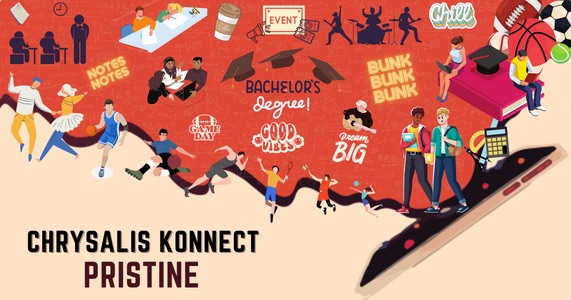 EVENT
Chill
NOTES
NOTES
BACHELOR'S
degree!
BUNK
BUNK
BUNK
GAME
DAY
GOOD
VIBES
Dream
BIG
CHRYSALIS KONNECT
PRISTINE